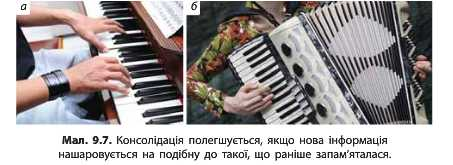 а
б
Мал. 9.7. Консолідація полегшується, якщо нова інформація
нашаровується на подібну до такої, що раніше запам’яталася.